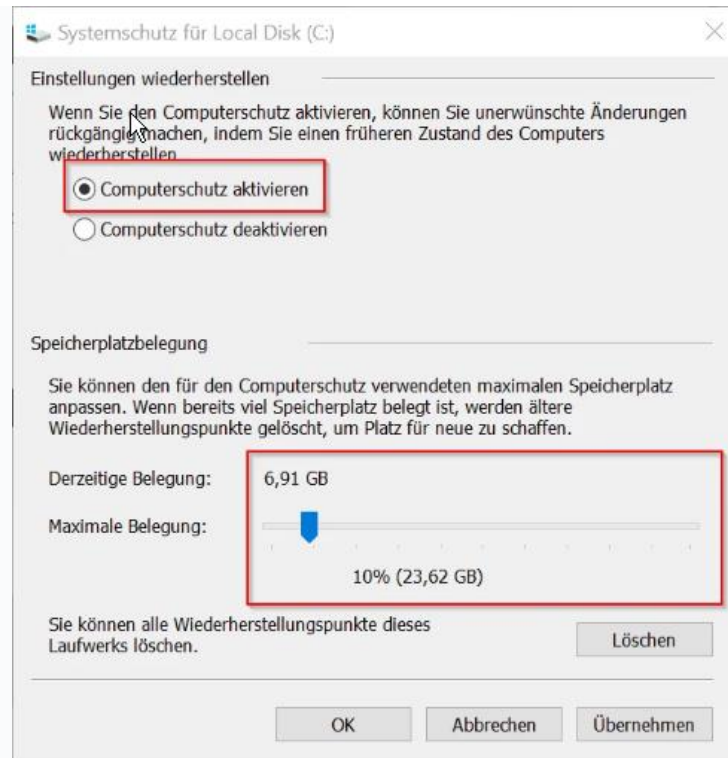 Systemschutz für Local Disk (C:)
Einstellungen wiederherstellen
Wenn Sie den Computerschutz aktivieren, können Sie unerwünschte Änderungen
rückgängig machen, indem Sie einen früheren Zustand des Computers
wiederherstellen
Computerschutz aktivieren
Computerschutz deaktivieren
Speicherplatzbelegung
Sie können den für den Computerschutz verwendeten maximalen Speicherplatz
anpassen. Wenn bereits viel Speicherplatz belegt ist, werden ältere
Wiederherstellungspunkte gelöscht, um Platz für neue zu schaffen.
Derzeitige Belegung: 6,91 GB
Maximale Belegung:
10% (23,62 GB)
Sie können alle Wiederherstellungspunkte dieses
Laufwerks löschen.
Löschen
OK Abbrechen Übernehmen